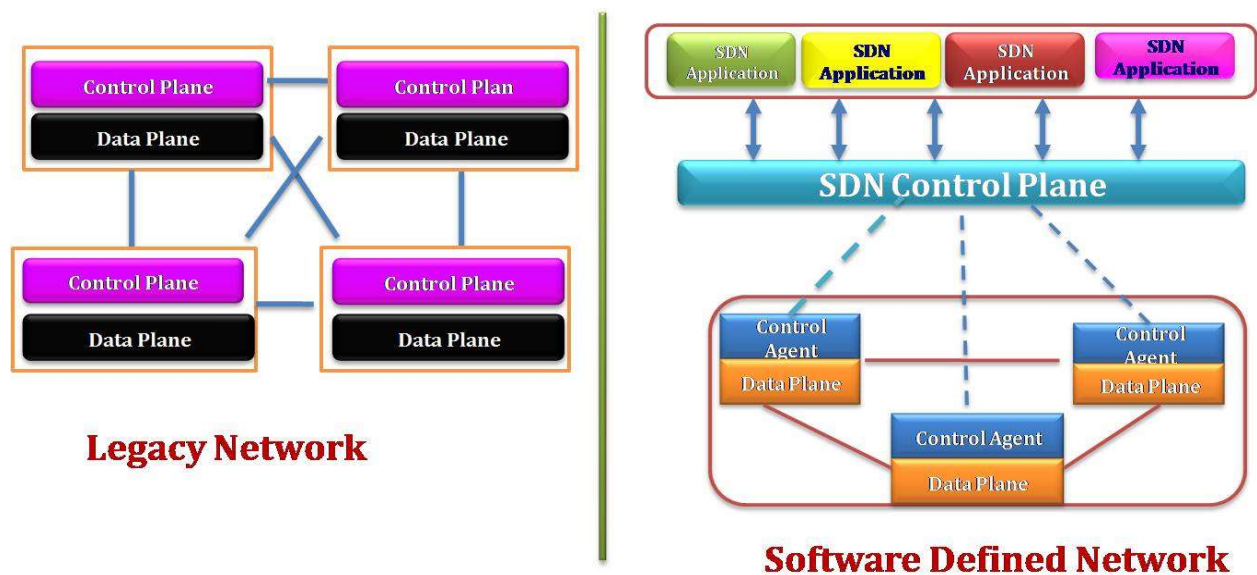 Control Plane
Data Plane
Control Plan
Data Plane
Control Plane
Data Plane
Control Plane
Data Plane
Legacy Network
SDN
Application
SDN
Application
SDN
Application
SDN
Application
SDN Control Plane
Control
Agent
Data Plane
Control
Agent
Data Plane
Control Agent
Data Plane
Software Defined Network